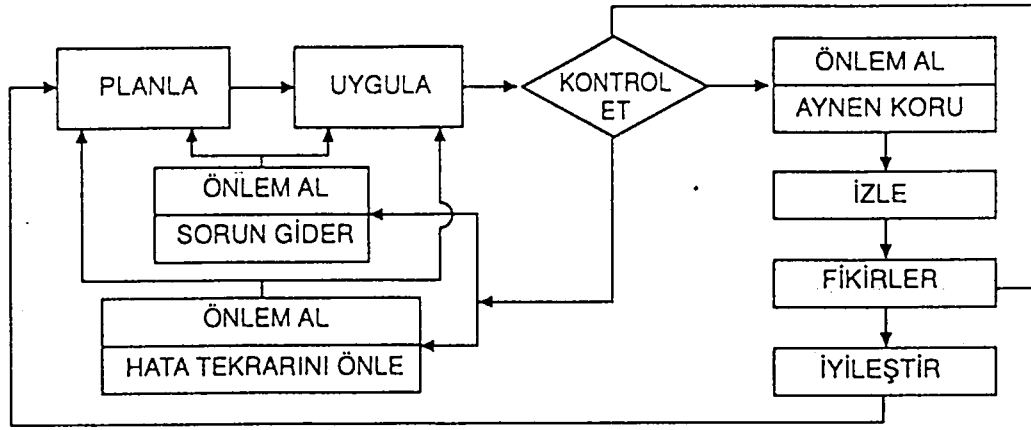 PLANLA
UYGULA
KONTROL
ET
ÖNLEM AL
AYNEN KORU
İZLE
FİKİRLER
İYİLEŞTİR
ÖNLEM AL
SORUN GİDER
ÖNLEM AL
HATA TEKRARINI ÖNLE